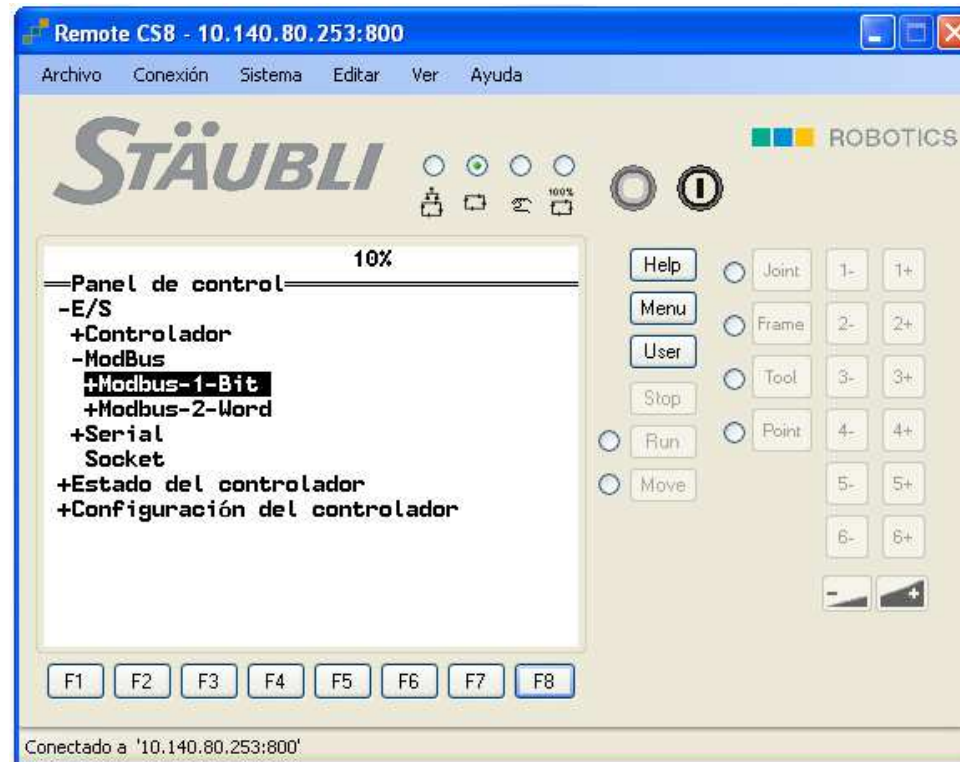 Remote CS8 - 10.140.80.253:800
Archivo Conexión Sistema Editar Ver Ayuda
STÄUBLI
ROBOTICS
100%
10%
Panel de control
-E/S
+Controlador
-ModBus
+Modbus-1-Bit
+Modbus-2-Word
+Serial
Socket
+Estado del controlador
+Configuración del controlador
Help
Menu
User
Stop
Run
Move
Joint 1- 1+
Frame 2- 2+
Tool 3- 3+
Point 4- 4+
5- 5+
6- 6+
- +
F1 F2 F3 F4 F5 F6 F7 F8
Conectado a '10.140.80.253:800'